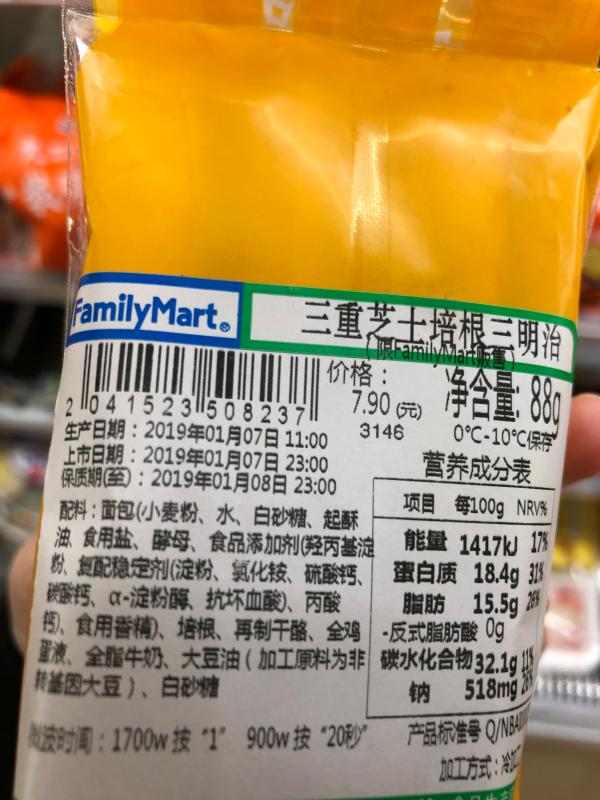 FamilyMart®
三重芝士培根三明治
(限FamilyMart贩售)
2 041523 508237
价格：
7.90 (元)
3146
净含量: 88g
0℃-10℃保存
生产日期：2019年01月07日 11:00
上市日期：2019年01月07日 23:00
保质期(至)：2019年01月08日 23:00
配料：面包(小麦粉、水、白砂糖、起酥
油、食用盐、酵母、食品添加剂(羟丙基淀
粉、复配稳定剂(淀粉、氯化铵、硫酸钙、
碳酸钙、α-淀粉酶、抗坏血酸)、丙酸
钙)、食用香精)、培根、再制干酪、全鸡
蛋液、全脂牛奶、大豆油（加工原料为非
转基因大豆）、白砂糖
微波时间：1700w 按 “1” 900w 按 “20秒”
营养成分表
项目 每100g NRV%
能量 1417kJ 17%
蛋白质 18.4g 31%
脂肪 15.5g 26%
-反式脂肪酸 0g
碳水化合物 32.1g 11%
钠 518mg 26%
产品标准号 Q/NBA
加工方式：冷加